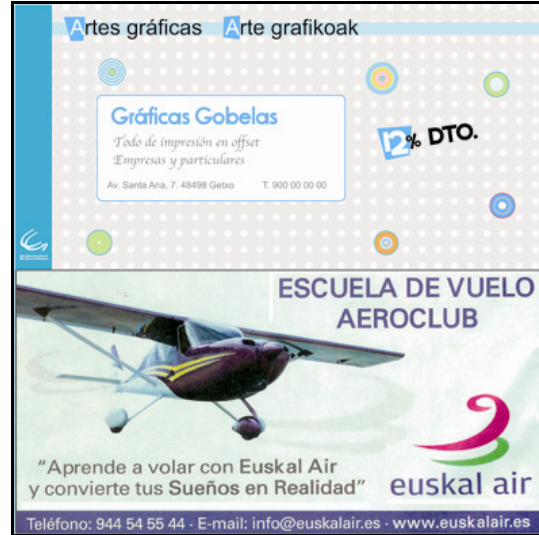 Artes gráficas Arte grafikoak
Gráficas Gobelas
Todo de impresión en offset
Empresas y particulares
Av. Santa Ana, 7. 48498 Getxo T. 900 00 00 00
12% DTO.
ESCUELA DE VUELO
AEROCLUB
"Aprende a volar con Euskal Air
y convierte tus Sueños en Realidad"
euskal air
Teléfono: 944 54 55 44 · E-mail: info@euskalair.es · www.euskalair.es